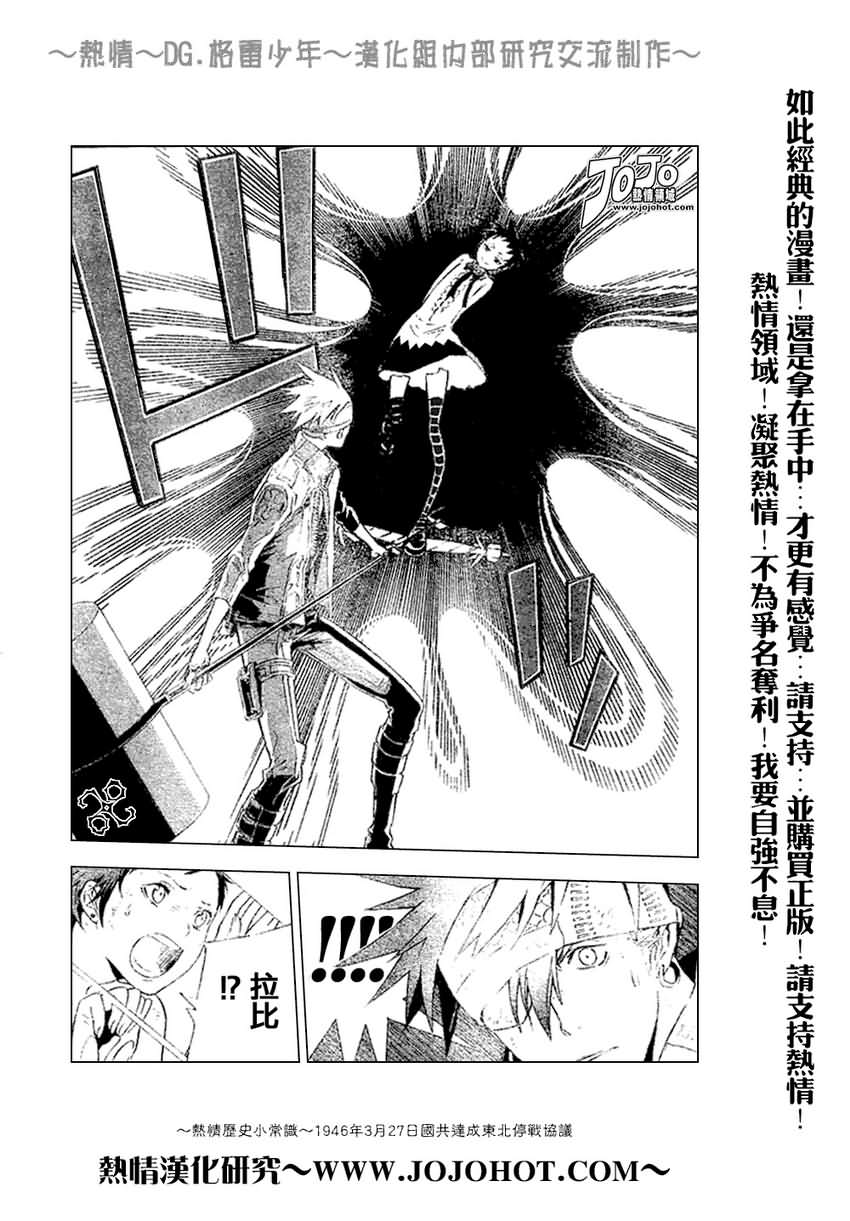 ～熱情～DG.格雷少年～漢化組內部研究交流制作～
如此經典的漫畫！還是拿在手中…才更有感覺…請支持…並購買正版！請支持熱情！
熱情領域！凝聚熱情！不為爭名奪利！我要自強不息！
JOJO
熱情領域
www.jojohot.com
!!!!
拉比
!?
～熱情歷史小常識～1946年3月27日國共達成東北停戰協議
熱情漢化研究～WWW.JOJOHOT.COM～